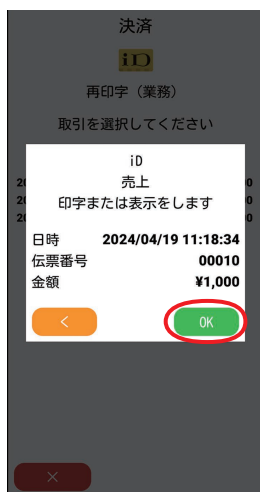 決済
iD
再印字（業務）
取引を選択してください
iD
売上
印字または表示をします
日時 2024/04/19 11:18:34
伝票番号 00010
金額 ¥1,000
< OK
×